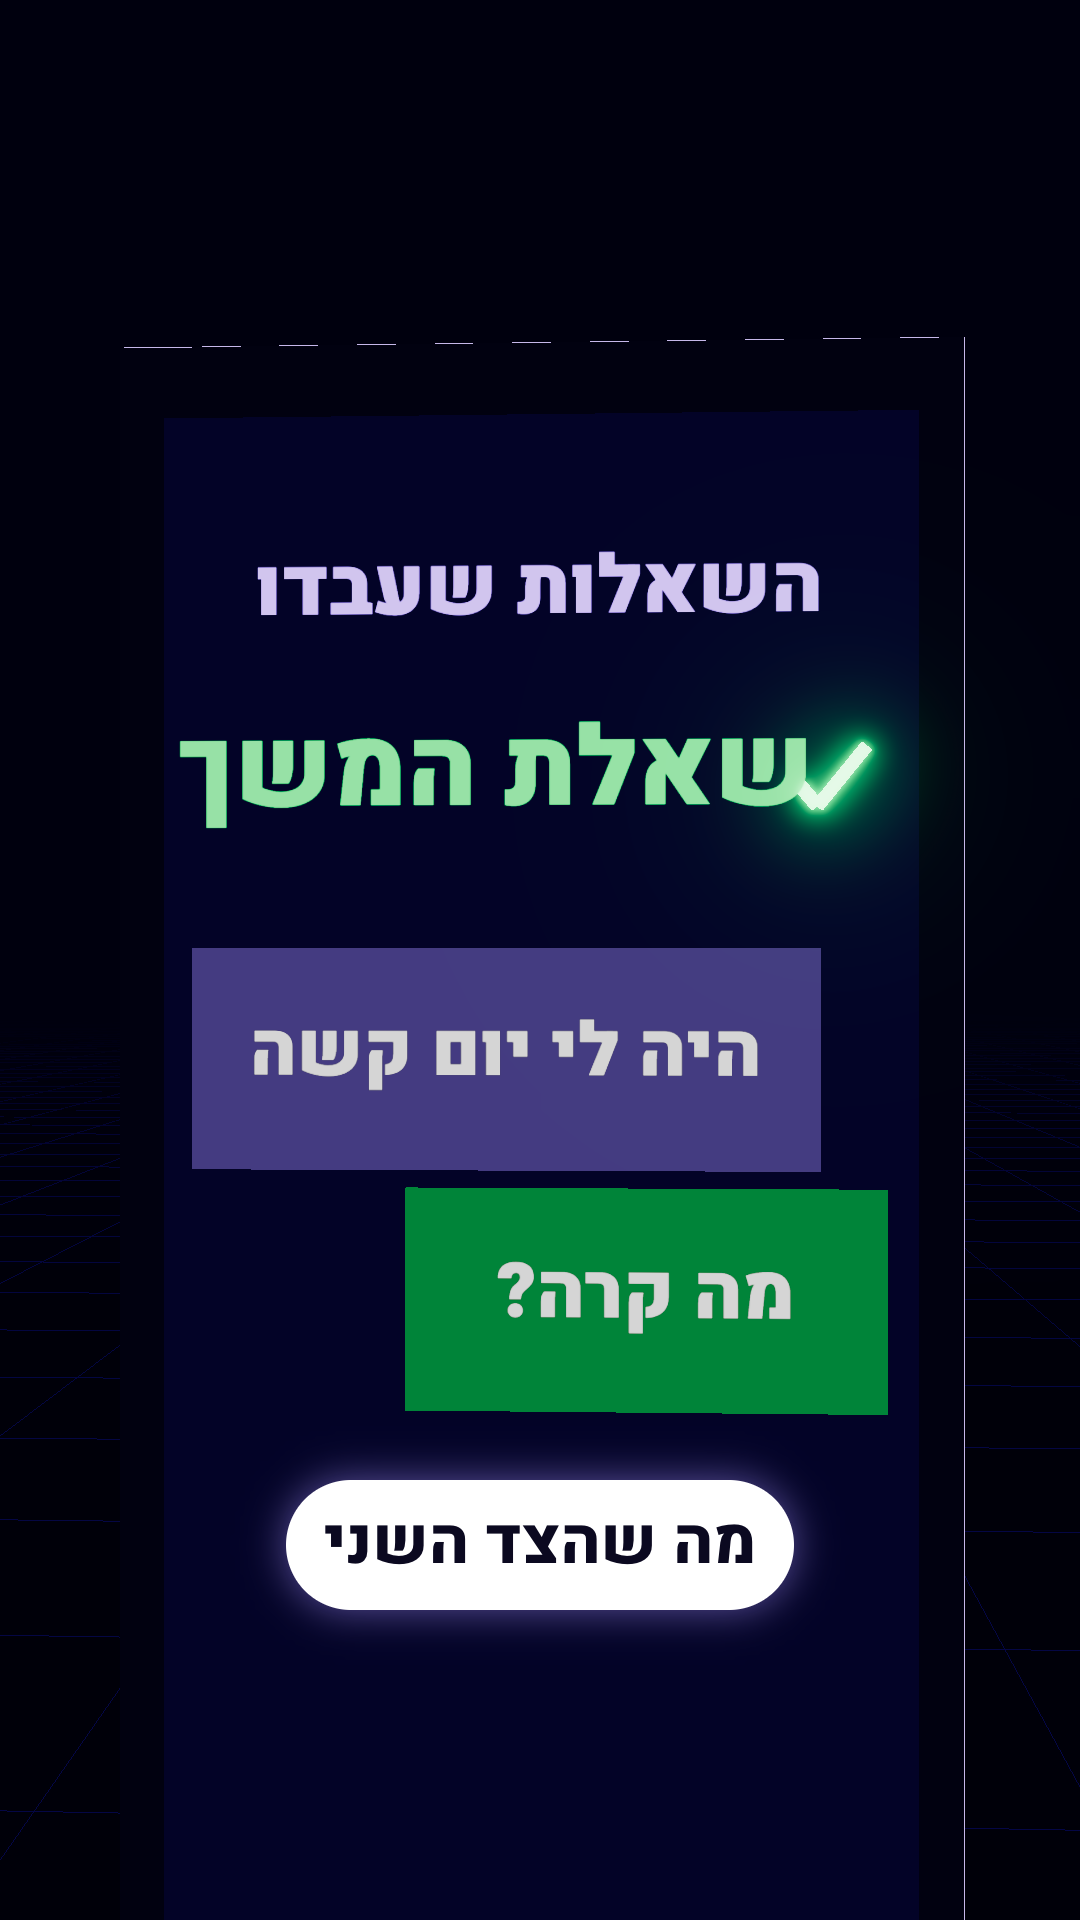 השאלות שעבדו
שאלת המשך
היה לי יום קשה
מה קרה?
מה שהצד השני